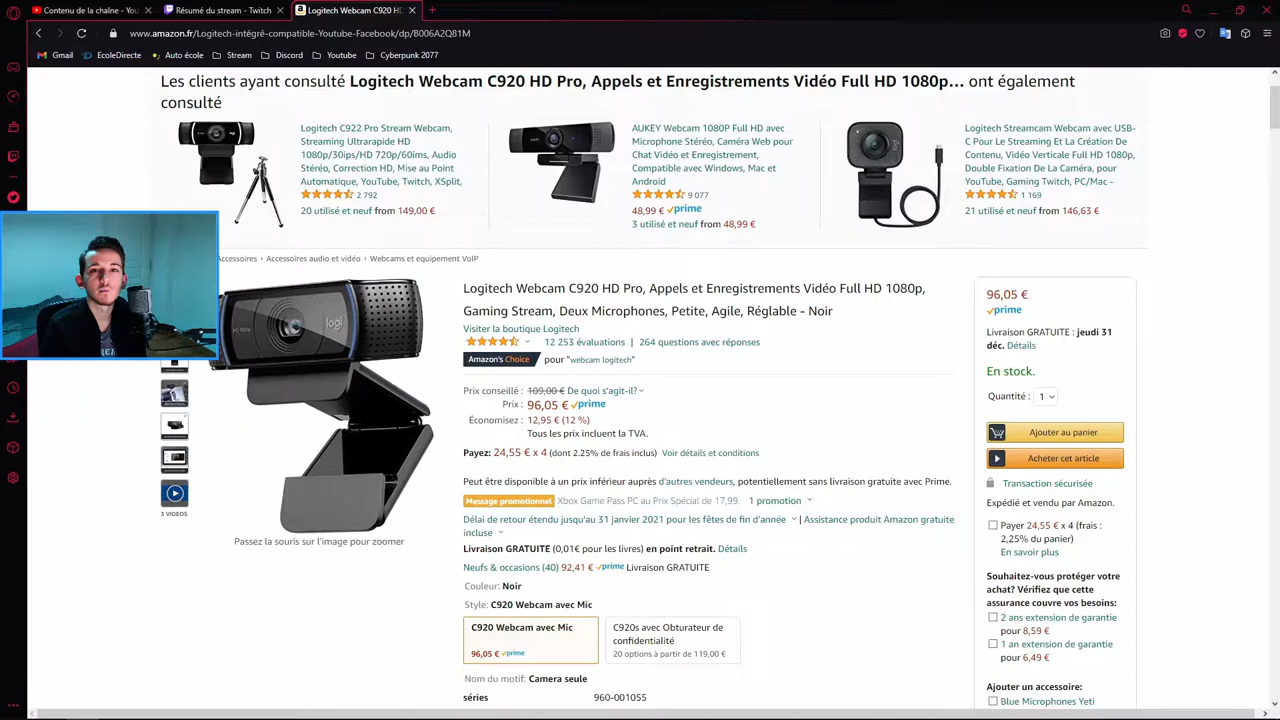 Contenu de la chaîne - YouTu
Résumé du stream - Twitch
Logitech Webcam C920 HD
www.amazon.fr/Logitech-intégré-compatible-Youtube-Facebook/dp/B006A2Q81M
Gmail
EcoleDirecte
Auto école
Stream
Discord
Youtube
Cyberpunk 2077
Les clients ayant consulté Logitech Webcam C920 HD Pro, Appels et Enregistrements Vidéo Full HD 1080p… ont également
consulté
Logitech C922 Pro Stream Webcam,
Streaming Ultrarapide HD
1080p/30ips/HD 720p/60ims, Audio
Stéréo, Correction HD, Mise au Point
Automatique, YouTube, Twitch, XSplit,
2 792
20 utilisé et neuf from 149,00 €
AUKEY Webcam 1080P Full HD avec
Microphone Stéréo, Caméra Web pour
Chat Vidéo et Enregistrement,
Compatible avec Windows, Mac et
Android
9 077
48,99 € prime
3 utilisé et neuf from 48,99 €
Logitech Streamcam Webcam avec USB-
C Pour Le Streaming Et La Création De
Contenu, Vidéo Verticale Full HD 1080p,
Double Fixation De La Caméra, pour
YouTube, Gaming Twitch, PC/Mac -
1 169
21 utilisé et neuf from 146,63 €
Accessoires › Accessoires audio et vidéo › Webcams et equipement VoIP
logi
3 VIDEOS
Passez la souris sur l'image pour zoomer
Logitech Webcam C920 HD Pro, Appels et Enregistrements Vidéo Full HD 1080p,
Gaming Stream, Deux Microphones, Petite, Agile, Réglable - Noir
Visiter la boutique Logitech
12 253 évaluations | 264 questions avec réponses
Amazon's Choice pour "webcam logitech"
Prix conseillé : 109,00 € De quoi s'agit-il?
Prix : 96,05 € prime
Économisez : 12,95 € (12 %)
Tous les prix incluent la TVA.
Payez: 24,55 € x 4 (dont 2.25% de frais inclus) Voir détails et conditions
Peut être disponible à un prix inférieur auprès d'autres vendeurs, potentiellement sans livraison gratuite avec Prime.
Message promotionnel Xbox Game Pass PC au Prix Spécial de 17,99. 1 promotion
Délai de retour étendu jusqu'au 31 janvier 2021 pour les fêtes de fin d'année | Assistance produit Amazon gratuite
incluse
Livraison GRATUITE (0,01€ pour les livres) en point retrait. Détails
Neufs & occasions (40) 92,41 € prime Livraison GRATUITE
Couleur: Noir
Style: C920 Webcam avec Mic
C920 Webcam avec Mic
96,05 € prime
C920s avec Obturateur de
confidentialité
20 options à partir de 119,00 €
Nom du motif: Camera seule
séries 960-001055
96,05 €
prime
Livraison GRATUITE : jeudi 31
déc. Détails
En stock.
Quantité : 1
Ajouter au panier
Acheter cet article
Transaction sécurisée
Expédié et vendu par Amazon.
Payer 24,55 € x 4 (frais :
2,25% du panier)
En savoir plus
Souhaitez-vous protéger votre
achat? Vérifiez que cette
assurance couvre vos besoins:
2 ans extension de garantie
pour 8,59 €
1 an extension de garantie
pour 6,49 €
Ajouter un accessoire:
Blue Microphones Yeti